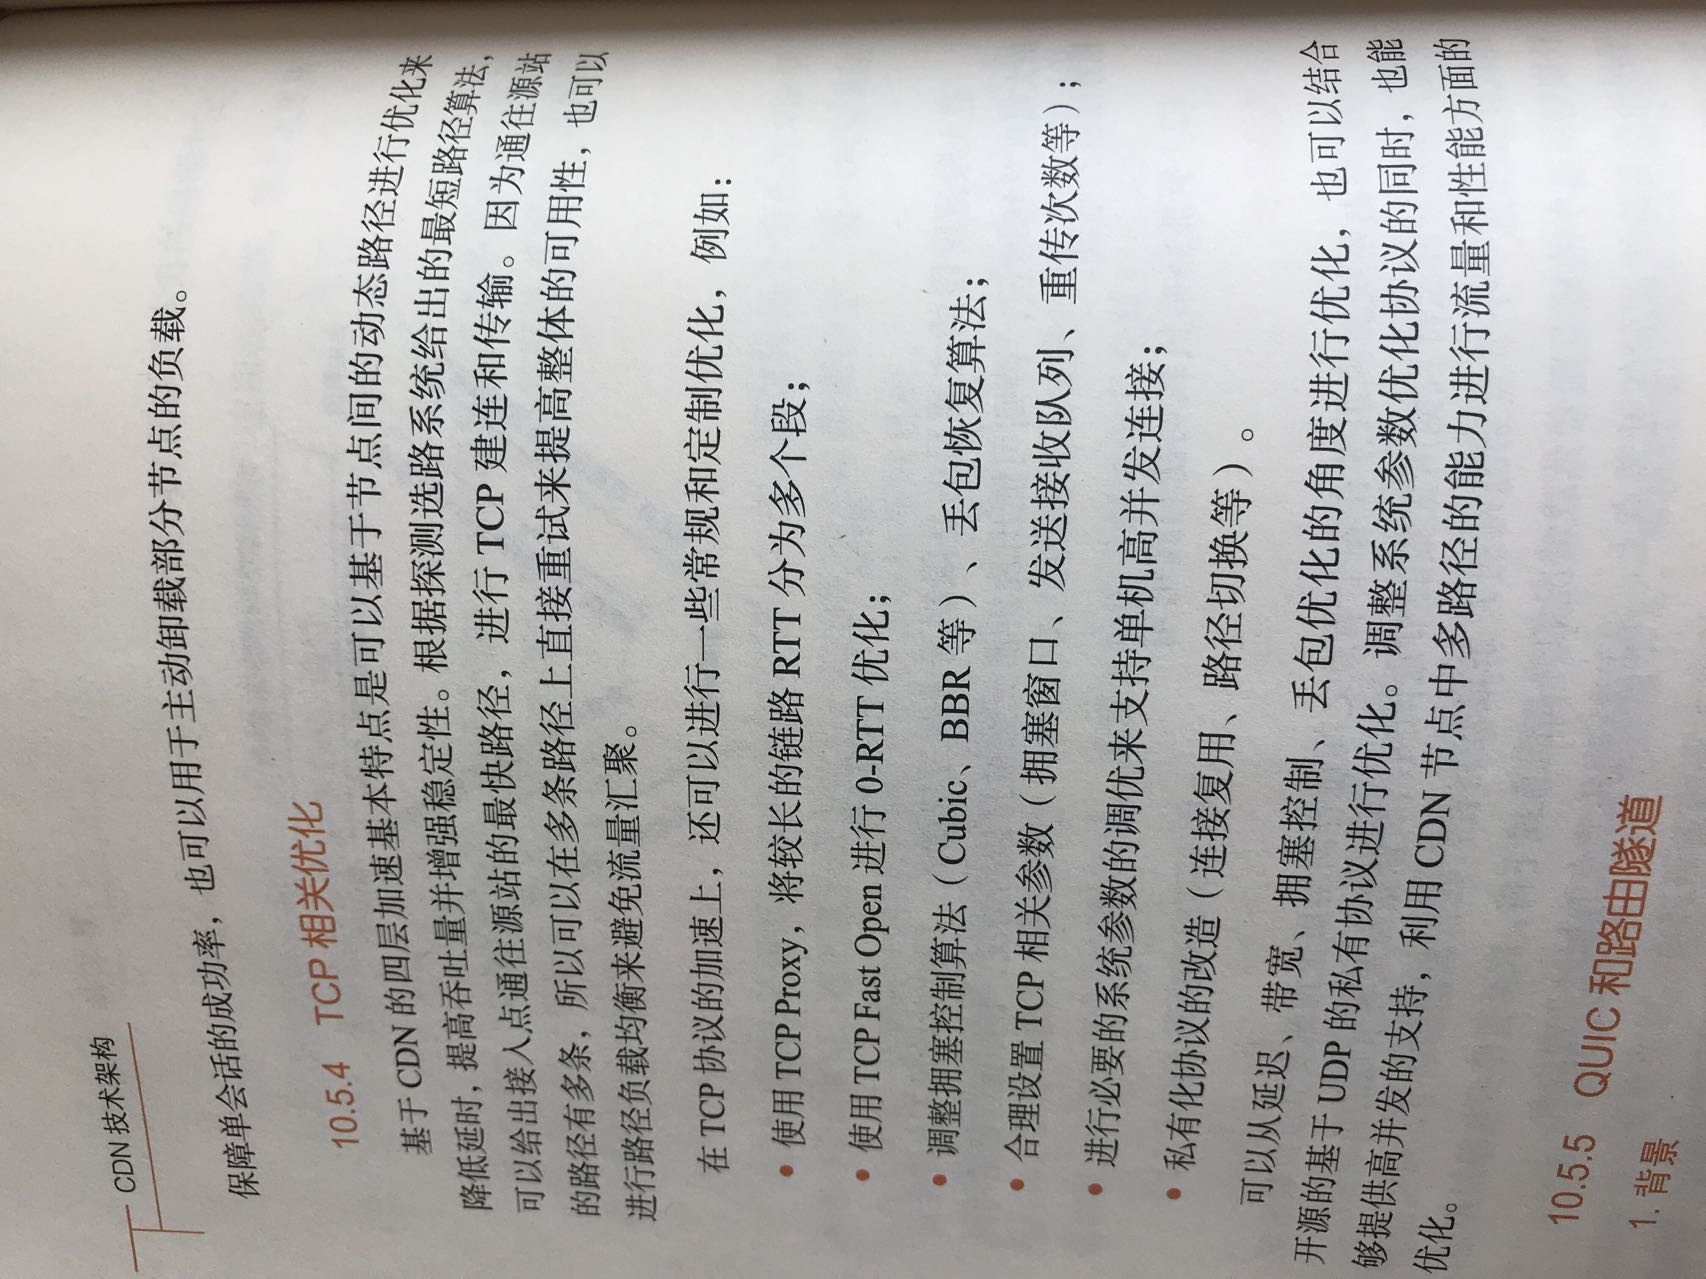 CDN 技术架构
保障单会话的成功率，也可以用于主动卸载部分节点的负载。
10.5.4 TCP 相关优化
基于 CDN 的四层加速基本特点是可以基于节点间的动态路径进行优化来
降低延时，提高吞吐量并增强稳定性。根据探测选路系统给出的最短路径算法，
可以给出接入点通往源站的最快路径，进行 TCP 建连和传输。因为通往源站
的路径有多条，所以可以在多条路径上直接重试来提高整体的可用性，也可以
进行路径负载均衡来避免流量汇聚。
在 TCP 协议的加速上，还可以进行一些常规和定制优化，例如：
• 使用 TCP Proxy，将较长的链路 RTT 分为多个段；
• 使用 TCP Fast Open 进行 0-RTT 优化；
• 调整拥塞控制算法（Cubic、BBR 等）、丢包恢复算法；
• 合理设置 TCP 相关参数（拥塞窗口、发送接收队列、重传次数等）；
• 进行必要的系统参数的调优来支持单机高并发连接；
• 私有化协议的改造（连接复用、路径切换等）。
可以从延迟、带宽、拥塞控制、丢包优化的角度进行优化，也可以结合
开源的基于 UDP 的私有协议进行优化。调整系统参数优化协议的同时，也能
够提供高并发的支持，利用 CDN 节点中多路径的能力进行流量和性能方面的
优化。
10.5.5 QUIC 和路由隧道
1. 背景